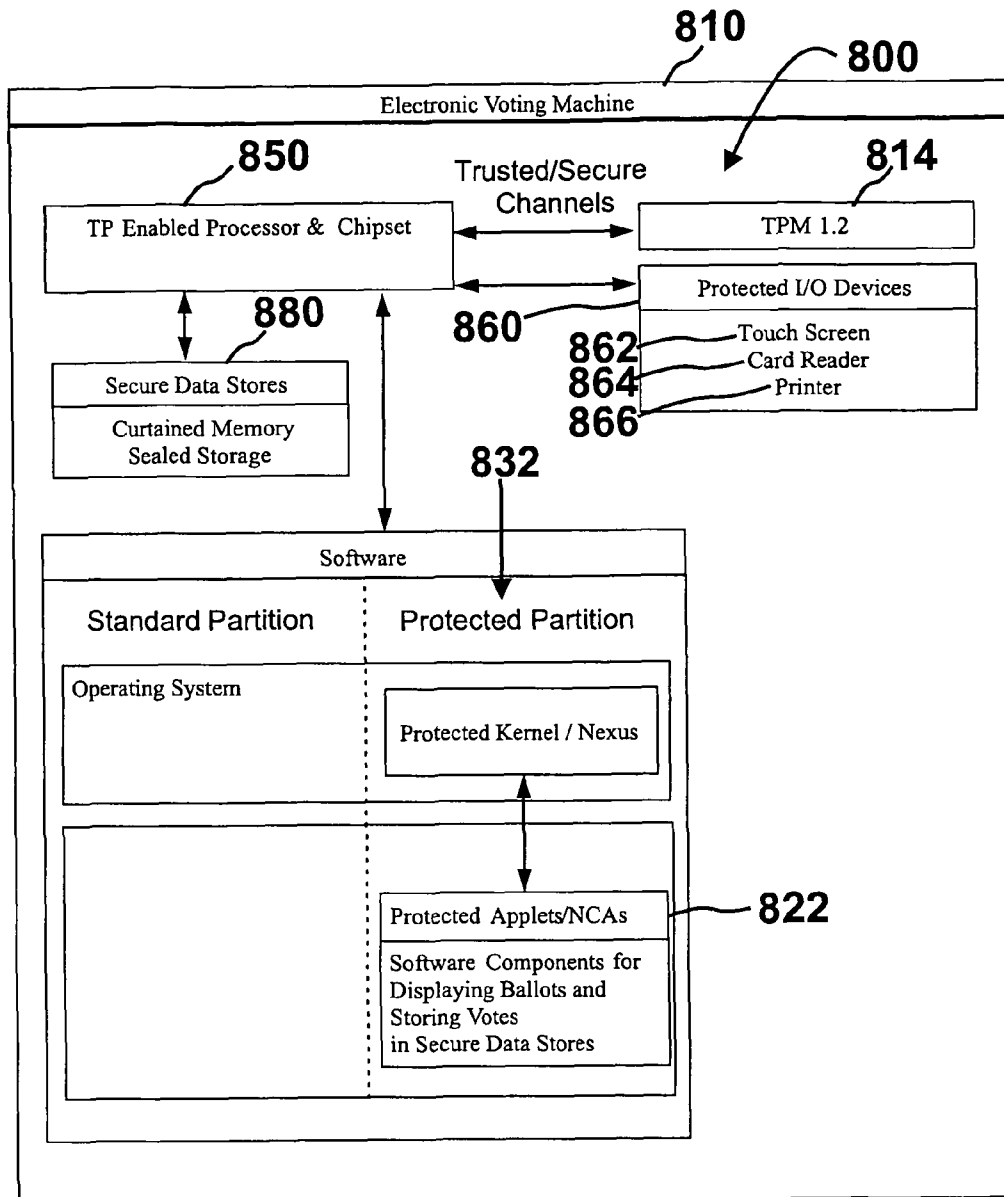 810
800
Electronic Voting Machine
850
Trusted/Secure
Channels
814
TP Enabled Processor & Chipset
TPM 1.2
Protected I/O Devices
860
862
Touch Screen
864
Card Reader
866
Printer
880
Secure Data Stores
Curtained Memory
Sealed Storage
832
Software
Standard Partition
Protected Partition
Operating System
Protected Kernel / Nexus
Protected Applets/NCAs
822
Software Components for
Displaying Ballots and
Storing Votes
in Secure Data Stores